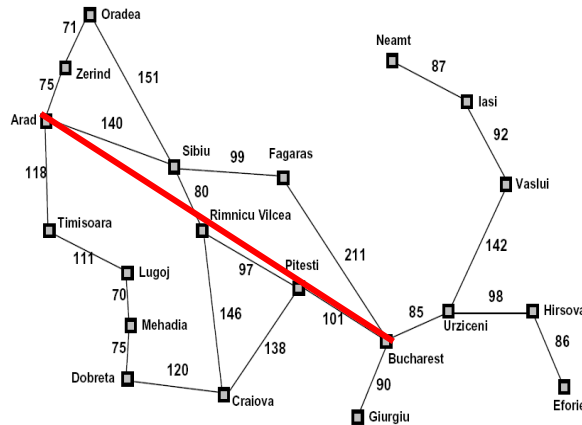 Oradea
71
Neamt
87
Zerind
75
151
Iasi
Arad
140
92
Sibiu
99
Fagaras
118
80
Vaslui
Rimnicu Vilcea
Timisoara
211
142
111
Lugoj
97
Pitesti
70
98
Hirsova
146
101
85
Urziceni
Mehadia
138
86
75
Bucharest
120
90
Dobreta
Craiova
Eforie
Giurgiu